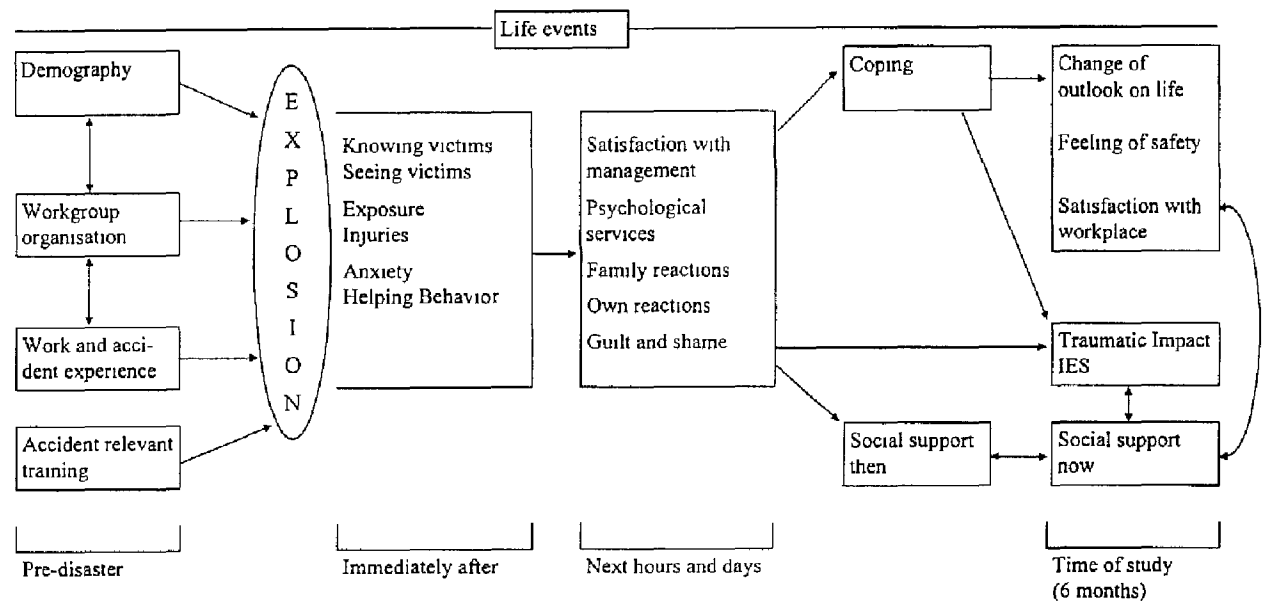 Life events
Demography
Workgroup
organisation
Work and acci-
dent experience
Accident relevant
training
E
X
P
L
O
S
I
O
N
Knowing victims
Seeing victims
Exposure
Injuries
Anxiety
Helping Behavior
Satisfaction with
management
Psychological
services
Family reactions
Own reactions
Guilt and shame
Coping
Social support
then
Change of
outlook on life
Feeling of safety
Satisfaction with
workplace
Traumatic Impact
IES
Social support
now
Pre-disaster
Immediately after
Next hours and days
Time of study
(6 months)